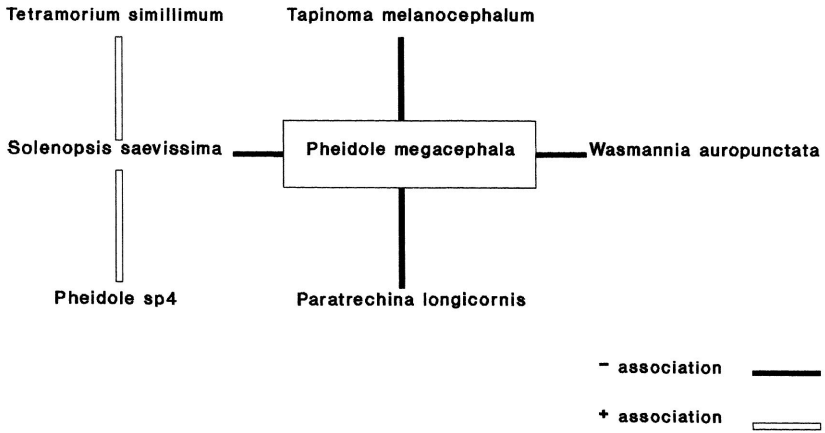 Tetramorium simillimum
Tapinoma melanocephalum
Solenopsis saevissima
Pheidole megacephala
Wasmannia auropunctata
Pheidole sp4
Paratrechina longicornis
- association
+ association